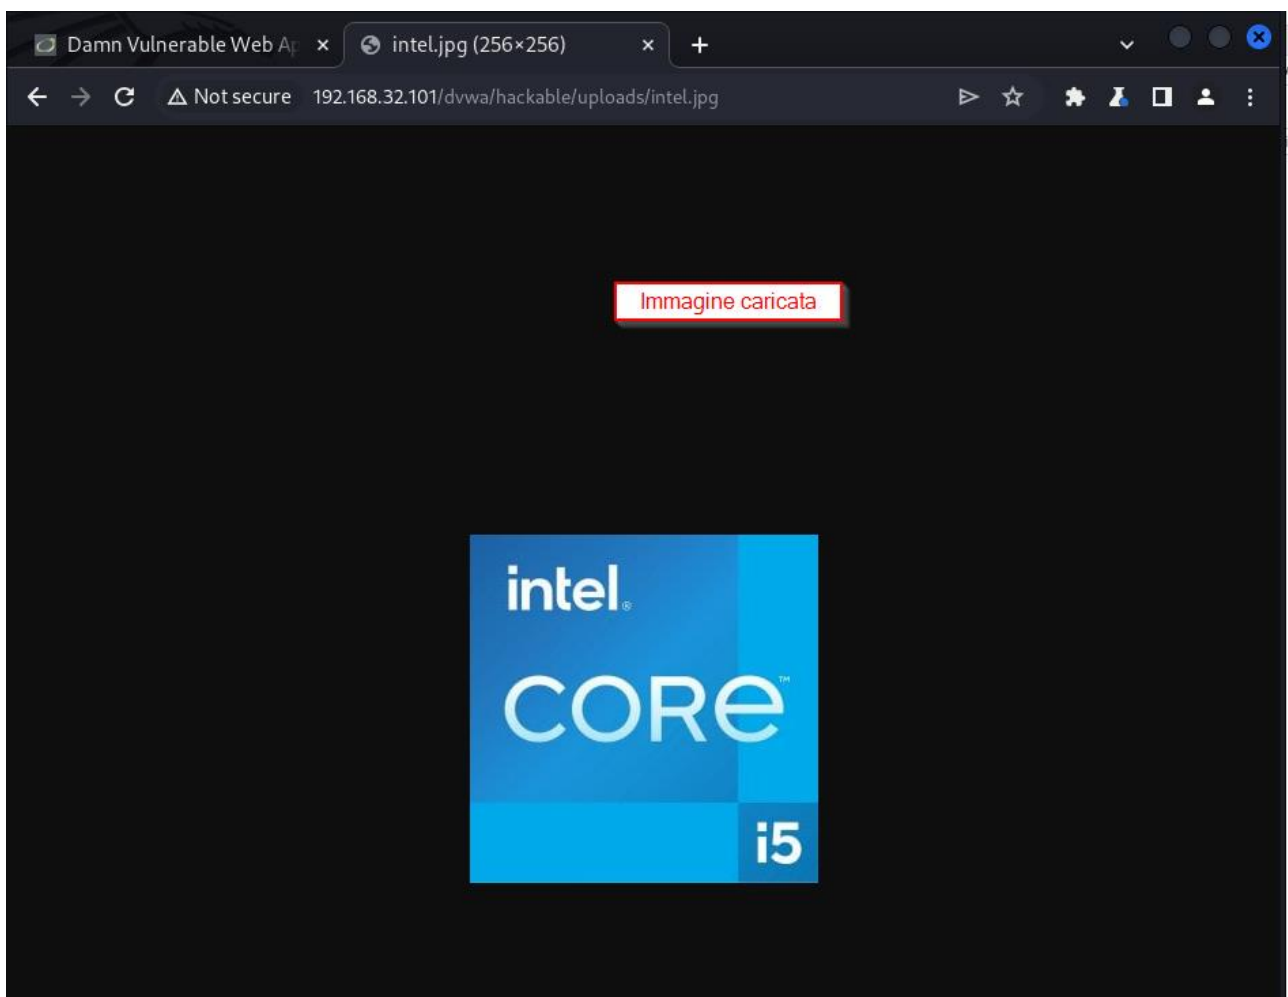 Damn Vulnerable Web Ap
intel.jpg (256×256)
Not secure 192.168.32.101/dvwa/hackable/uploads/intel.jpg
Immagine caricata
intel®
CORe™
i5